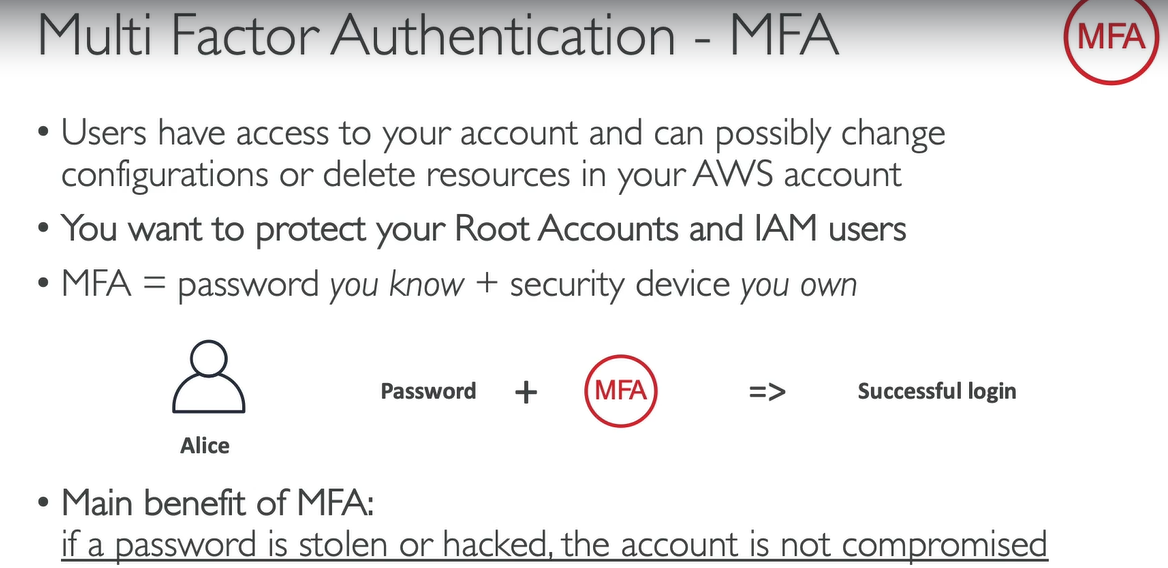 Multi Factor Authentication - MFA
MFA
• Users have access to your account and can possibly change
configurations or delete resources in your AWS account
• You want to protect your Root Accounts and IAM users
• MFA = password you know + security device you own
Password + MFA => Successful login
Alice
• Main benefit of MFA:
if a password is stolen or hacked, the account is not compromised